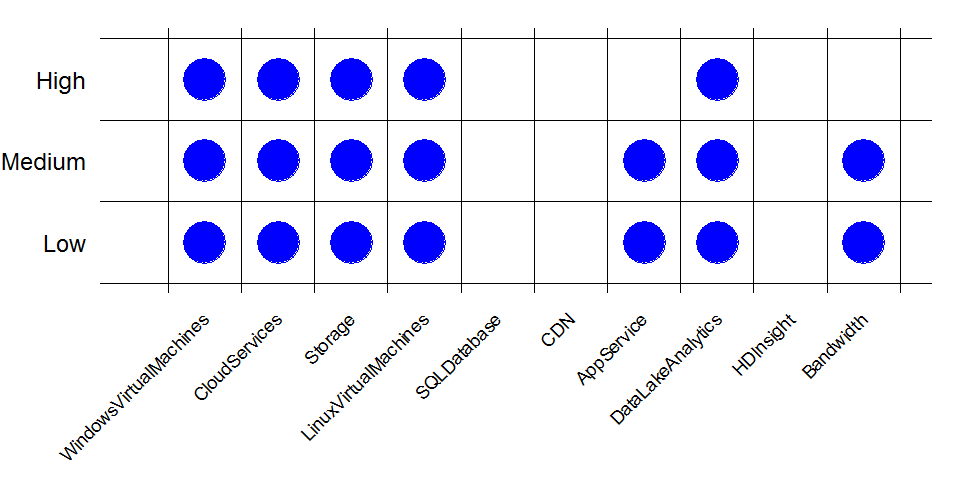 High
Medium
Low
WindowsVirtualMachines
CloudServices
Storage
LinuxVirtualMachines
SQLDatabase
CDN
AppService
DataLakeAnalytics
HDInsight
Bandwidth